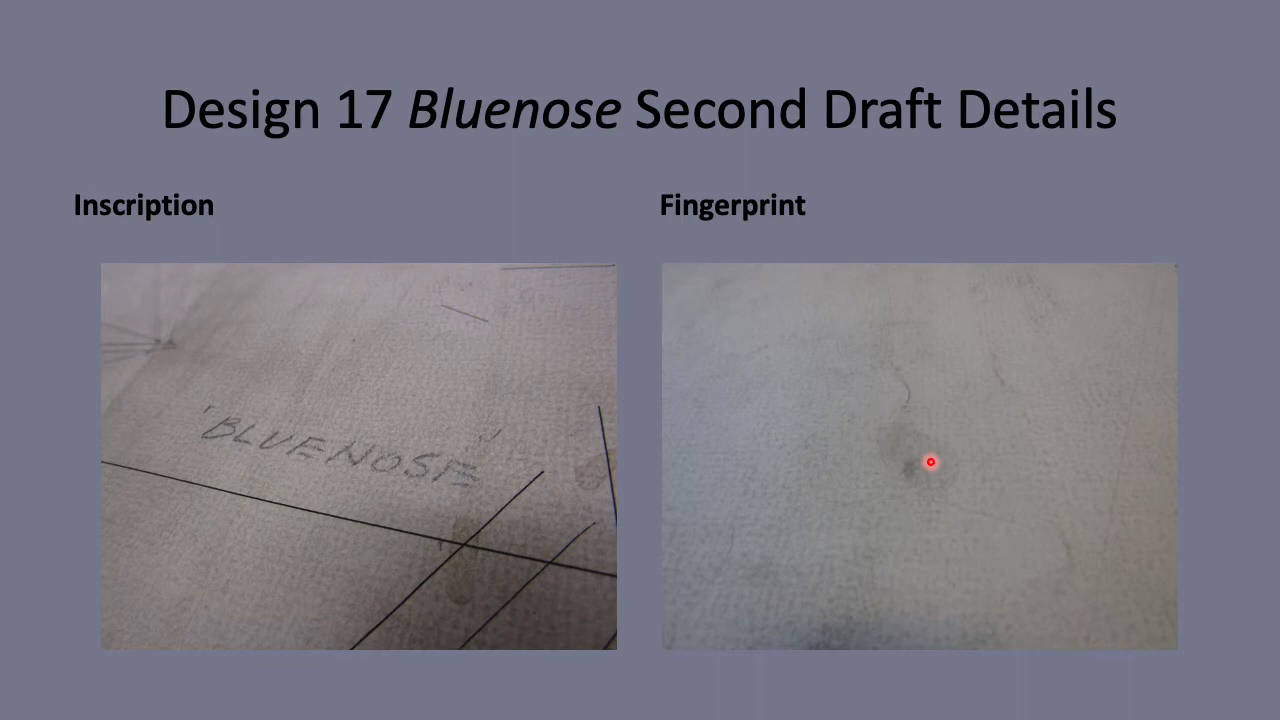 Design 17 Bluenose Second Draft Details
Inscription
Fingerprint
"BLUENOSE"